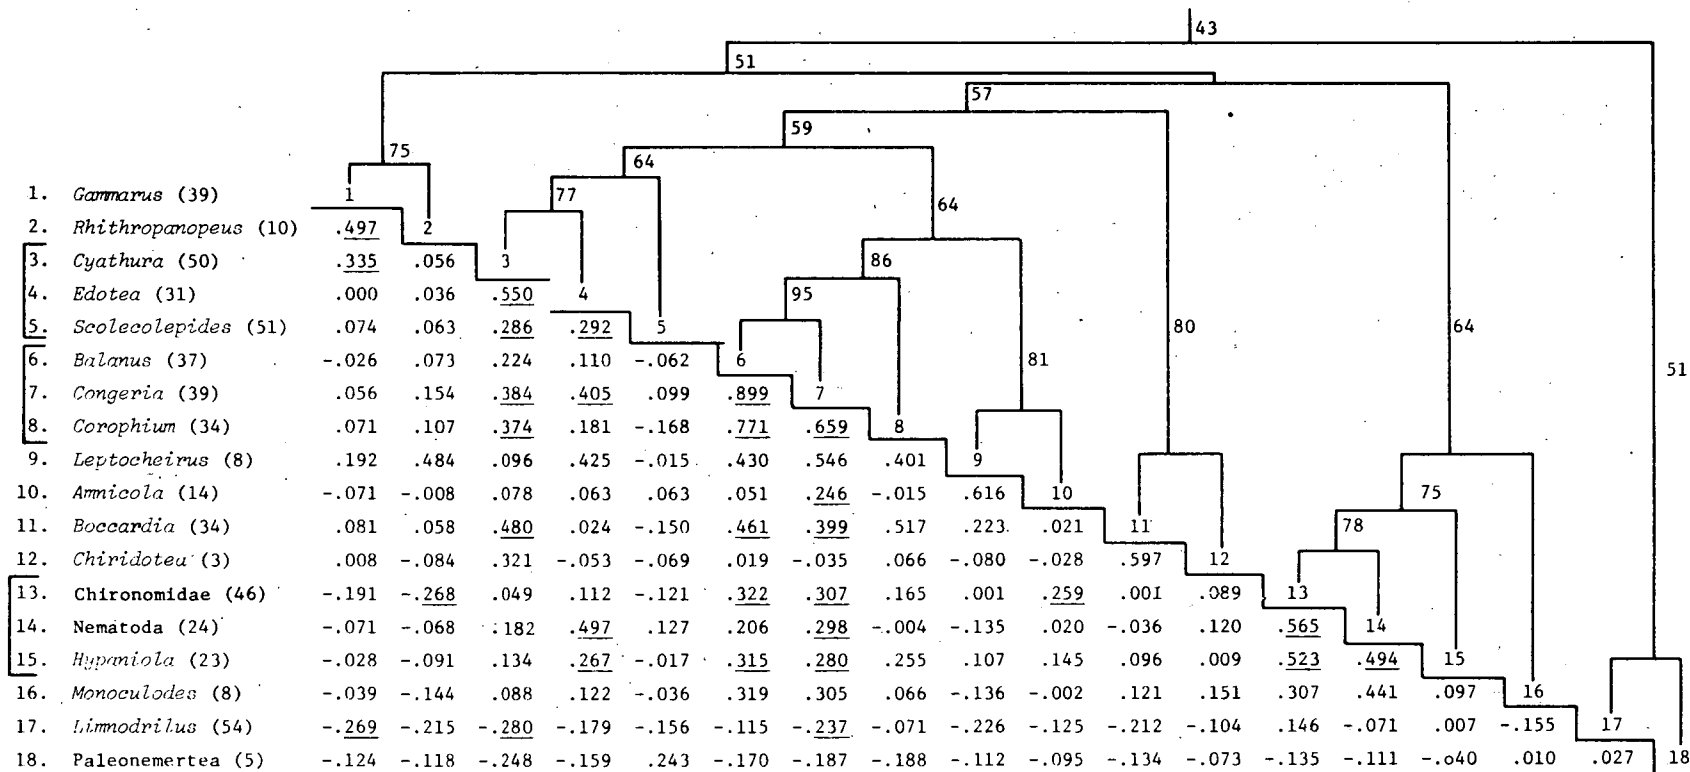 43
51
57
59
75
64
1. Gammarus (39) 1 77
64
2. Rhithropanopeus (10) .497 2
3. Cyathura (50) .335 .056 3 86
4. Edotea (31) .000 .036 .550 4 95
5. Scolecolepides (51) .074 .063 .286 .292 5 80 64
6. Balanus (37) -.026 .073 .224 .110 -.062 6 81 51
7. Congeria (39) .056 .154 .384 .405 .099 .899 7
8. Corophium (34) .071 .107 .374 .181 -.168 .771 .659 8
9. Leptocheirus (8) .192 .484 .096 .425 -.015 .430 .546 .401 9
10. Amnicola (14) -.071 -.008 .078 .063 .063 .051 .246 -.015 .616 10 75
11. Boccardia (34) .081 .058 .480 .024 -.150 .461 .399 .517 .223 .021 11 78
12. Chiridotea (3) .008 -.084 .321 -.053 -.069 .019 -.035 .066 -.080 -.028 .597 12
13. Chironomidae (46) -.191 -.268 .049 .112 -.121 .322 .307 .165 .001 .259 .001 .089 13
14. Nematoda (24) -.071 -.068 .182 .497 .127 .206 .298 -.004 -.135 .020 -.036 .120 .565 14
15. Hypaniola (23) -.028 -.091 .134 .267 -.017 .315 .280 .255 .107 .145 .096 .009 .523 .494 15
16. Monoculodes (8) -.039 -.144 .088 .122 -.036 .319 .305 .066 -.136 -.002 .121 .151 .307 .441 .097 16
17. Limnodrilus (54) -.269 -.215 -.280 -.179 -.156 -.115 -.237 -.071 -.226 -.125 -.212 -.104 .146 -.071 .007 -.155 17
18. Paleonemertea (5) -.124 -.118 -.248 -.159 .243 -.170 -.187 -.188 -.112 -.095 -.134 -.073 -.135 -.111 -.o40 .010 .027 18